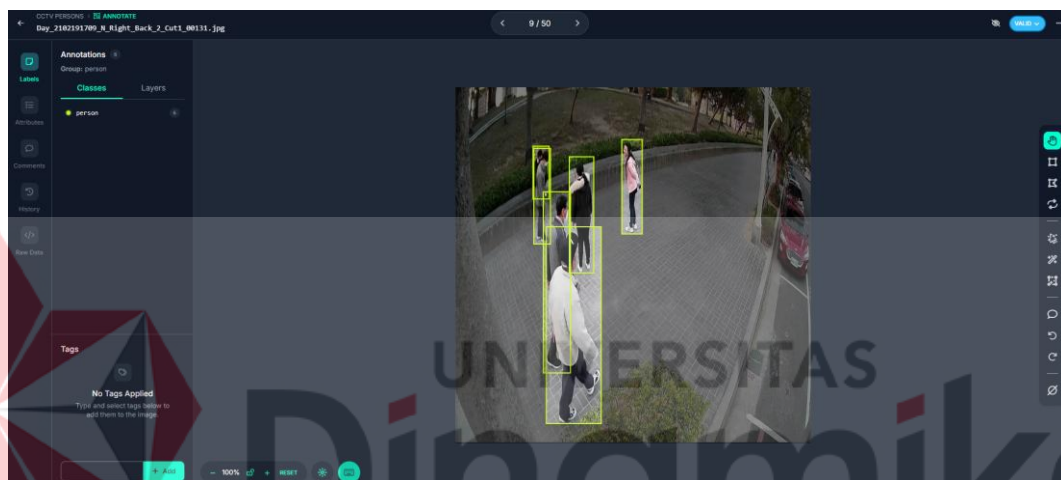 CCTV PERSONS / ANNOTATE
Day_2102191709_N_Right_Back_2_Cut1_00131.jpg
9 / 50
VALID
Labels
Attributes
Comments
History
Raw Data
Annotations 6
Group: person
Classes Layers
person 6
Tags
No Tags Applied
Type and select tags below to
add them to the image.
+ Add
- 100% + RESET
UNIVERSITAS
Dinamika